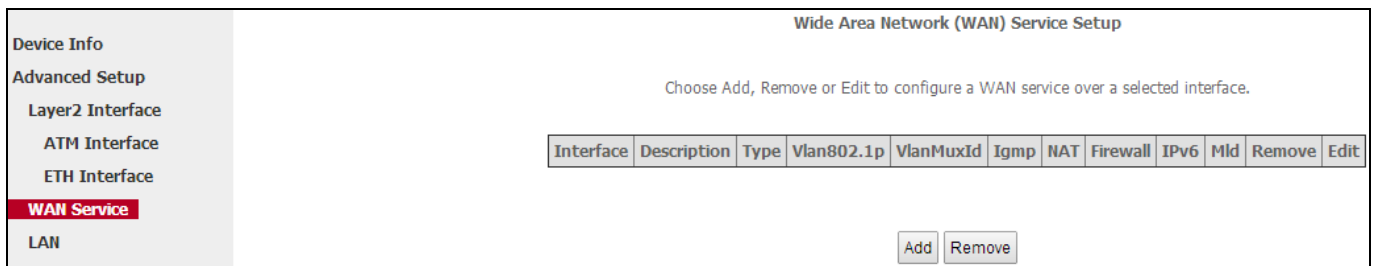 Device Info
Advanced Setup
Layer2 Interface
ATM Interface
ETH Interface
WAN Service
LAN
Wide Area Network (WAN) Service Setup
Choose Add, Remove or Edit to configure a WAN service over a selected interface.
Interface Description Type Vlan802.1p VlanMuxId Igmp NAT Firewall IPv6 Mld Remove Edit
Add Remove